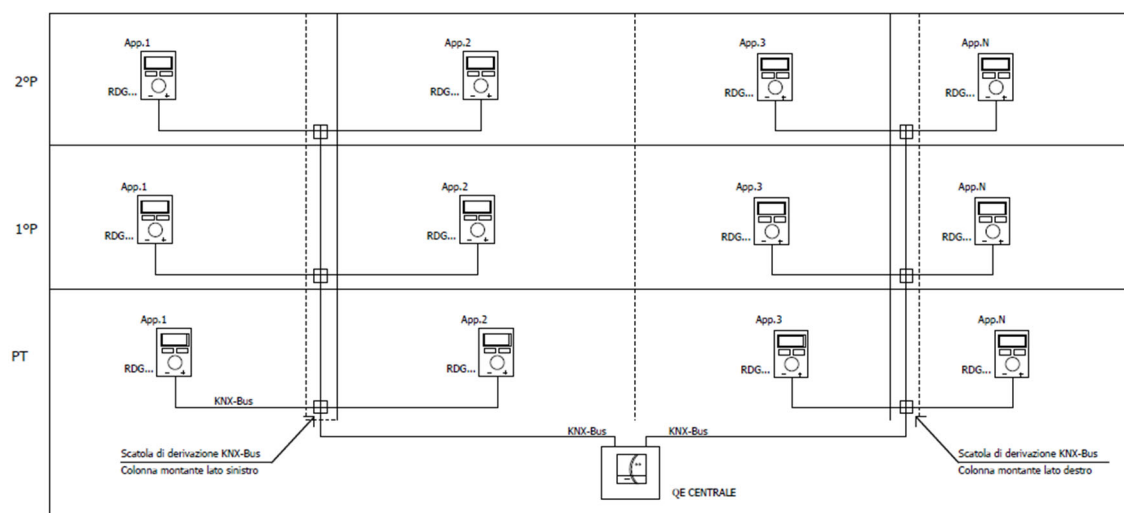 App.1
App.2
App.3
App.N
2°P
RDG...
RDG...
RDG...
RDG...
- +
- +
- +
- +
App.1
App.2
App.3
App.N
1°P
RDG...
RDG...
RDG...
RDG...
- +
- +
- +
- +
App.1
App.2
App.3
App.N
PT
RDG...
RDG...
RDG...
RDG...
- +
- +
- +
- +
KNX-Bus
KNX-Bus
KNX-Bus
Scatola di derivazione KNX-Bus
Colonna montante lato sinistro
Scatola di derivazione KNX-Bus
Colonna montante lato destro
QE CENTRALE